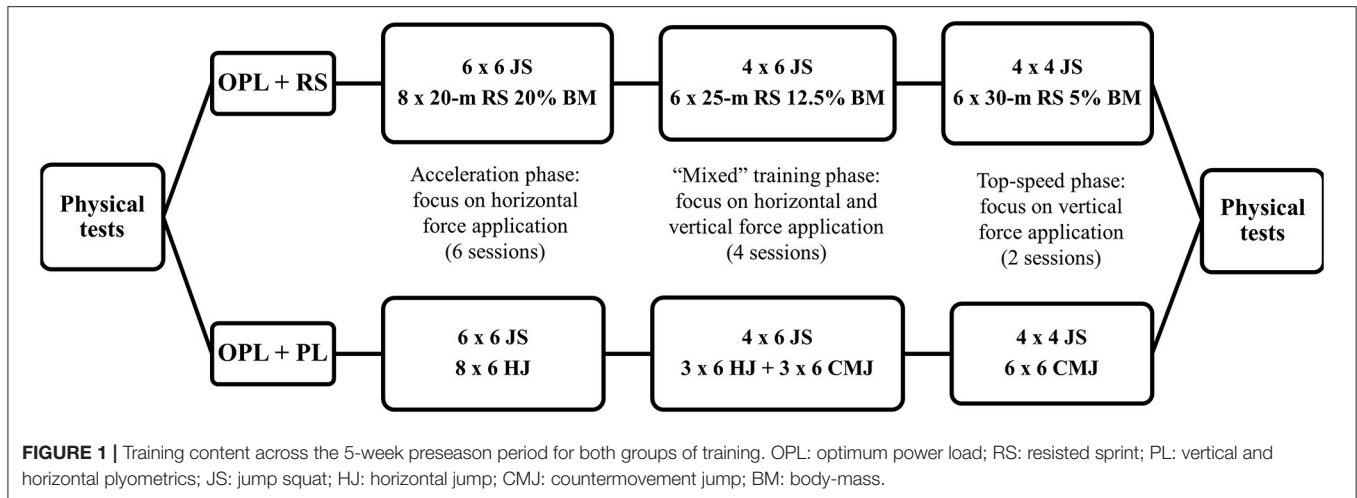 OPL + RS
6 x 6 JS
8 x 20-m RS 20% BM
4 x 6 JS
6 x 25-m RS 12.5% BM
4 x 4 JS
6 x 30-m RS 5% BM
Physical
tests
Acceleration phase:
focus on horizontal
force application
(6 sessions)
“Mixed” training phase:
focus on horizontal and
vertical force application
(4 sessions)
Top-speed phase:
focus on vertical
force application
(2 sessions)
Physical
tests
OPL + PL
6 x 6 JS
8 x 6 HJ
4 x 6 JS
3 x 6 HJ + 3 x 6 CMJ
4 x 4 JS
6 x 6 CMJ
FIGURE 1 | Training content across the 5-week preseason period for both groups of training. OPL: optimum power load; RS: resisted sprint; PL: vertical and
horizontal plyometrics; JS: jump squat; HJ: horizontal jump; CMJ: countermovement jump; BM: body-mass.